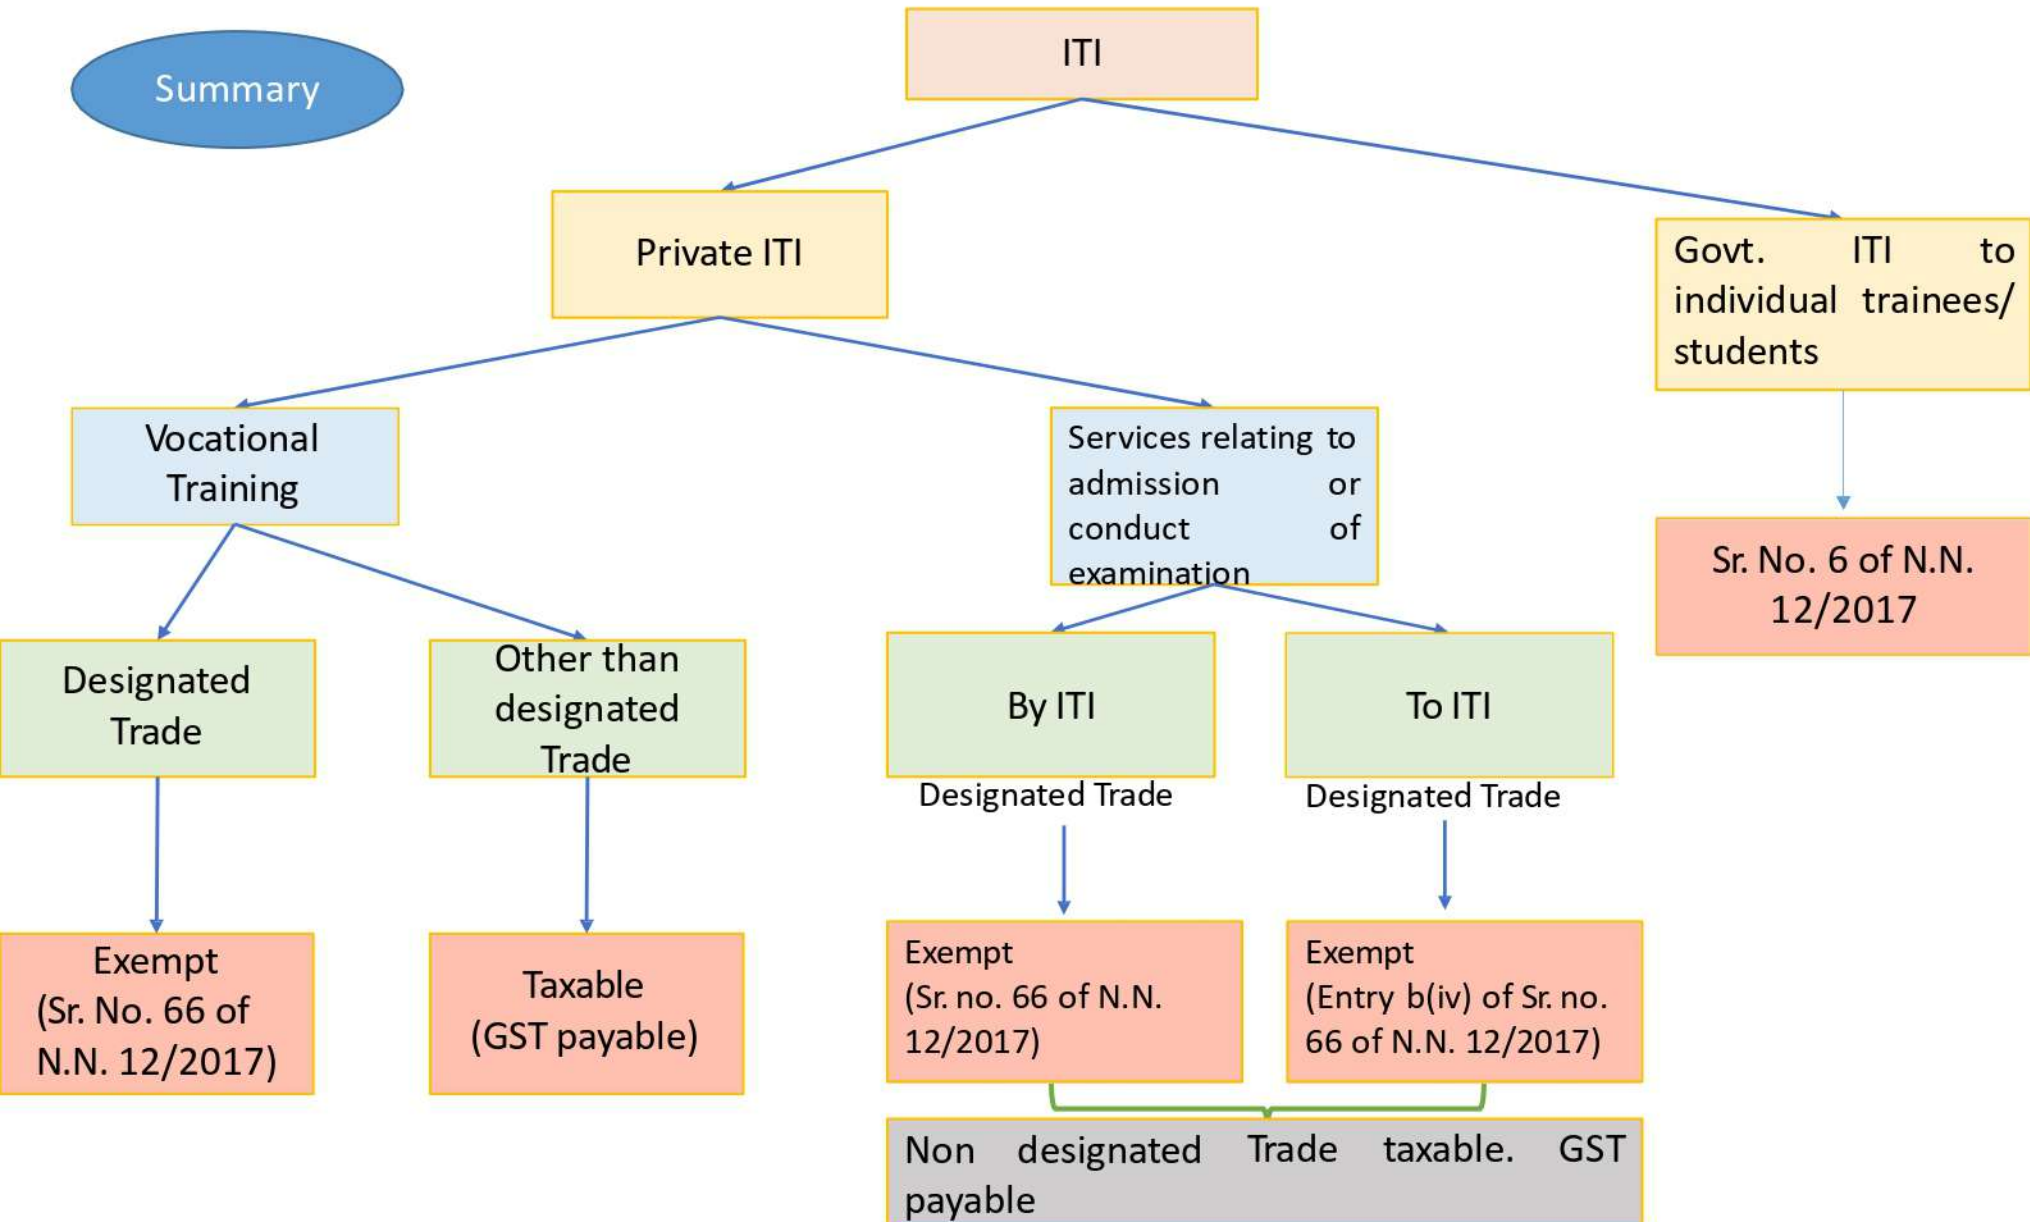 Summary
ITI
Private ITI
Govt. ITI to
individual trainees/
students
Vocational
Training
Services relating to
admission or
conduct of
examination
Sr. No. 6 of N.N.
12/2017
Designated
Trade
Other than
designated
Trade
By ITI
To ITI
Designated Trade
Designated Trade
Exempt
(Sr. No. 66 of
N.N. 12/2017)
Taxable
(GST payable)
Exempt
(Sr. no. 66 of N.N.
12/2017)
Exempt
(Entry b(iv) of Sr. no.
66 of N.N. 12/2017)
Non designated Trade taxable. GST
payable